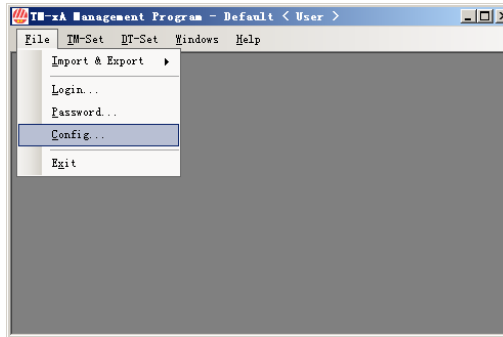 TM-xA Management Program - Default < User >
File TM-Set DT-Set Windows Help
Import & Export
Login...
Password...
Config...
Exit